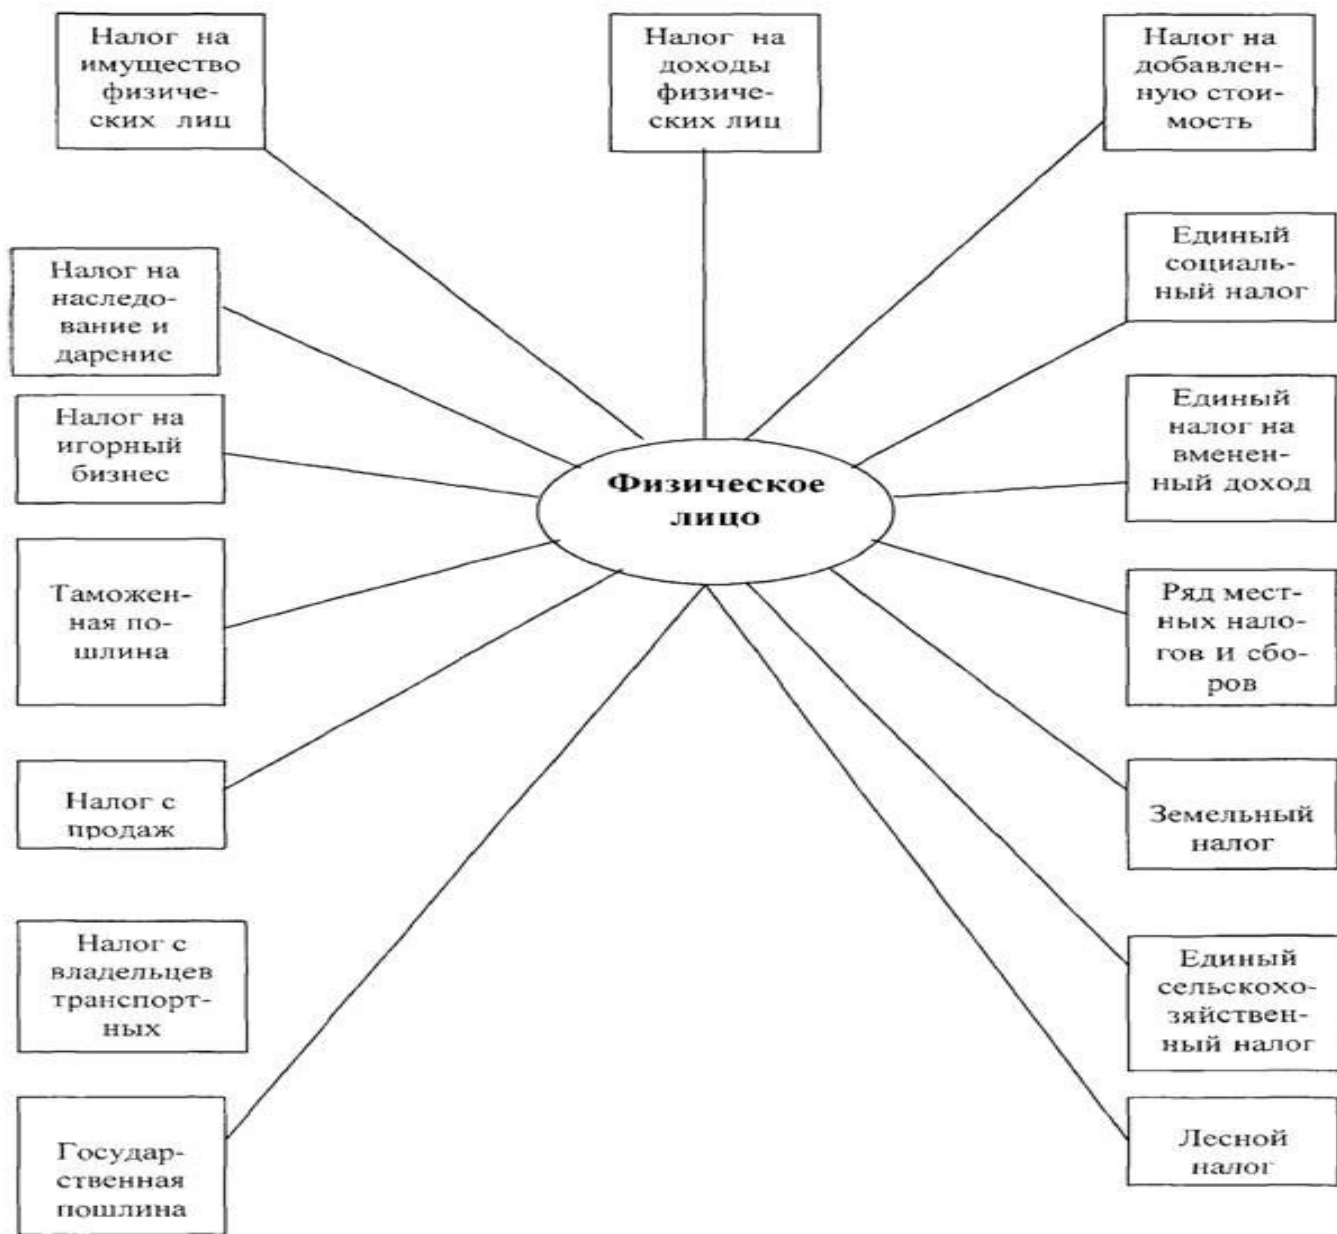 Налог на
имущество
физиче-
ских лиц
Налог на
доходы
физиче-
ских лиц
Налог на
добавлен-
ную стои-
мость
Налог на
наследо-
вание и
дарение
Единый
социаль-
ный налог
Налог на
игорный
бизнес
Единый
налог на
вменен-
ный доход
Физическое
лицо
Таможен-
ная по-
шлина
Ряд мест-
ных нало-
гов и сбо-
ров
Налог с
продаж
Земельный
налог
Налог с
владельцев
транспорт-
ных
Единый
сельскохо-
зяйствен-
ный налог
Государ-
ственная
пошлина
Лесной
налог